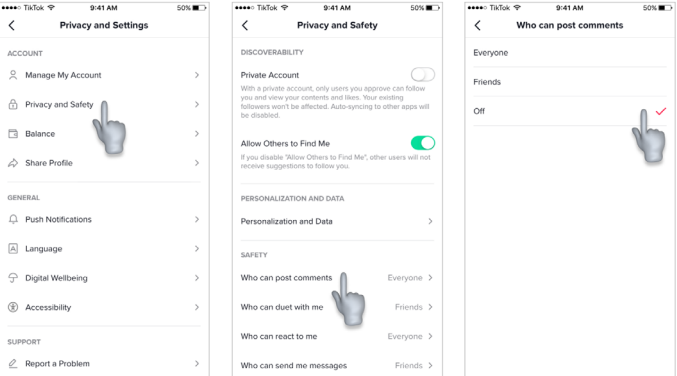 TikTok 9:41 AM 50%
Privacy and Settings
ACCOUNT
Manage My Account
Privacy and Safety
Balance
Share Profile
GENERAL
Push Notifications
Language
Digital Wellbeing
Accessibility
SUPPORT
Report a Problem
TikTok 9:41 AM 50%
Privacy and Safety
DISCOVERABILITY
Private Account
With a private account, only users you approve can follow
you and view your contents and likes. Your existing
followers won't be affected. Auto-syncing to other apps will
be disabled.
Allow Others to Find Me
If you disable "Allow Others to Find Me", other users will not
receive suggestions to follow you.
PERSONALIZATION AND DATA
Personalization and Data
SAFETY
Who can post comments Everyone
Who can duet with me Friends
Who can react to me Everyone
Who can send me messages Friends
TikTok 9:41 AM 50%
Who can post comments
Everyone
Friends
Off